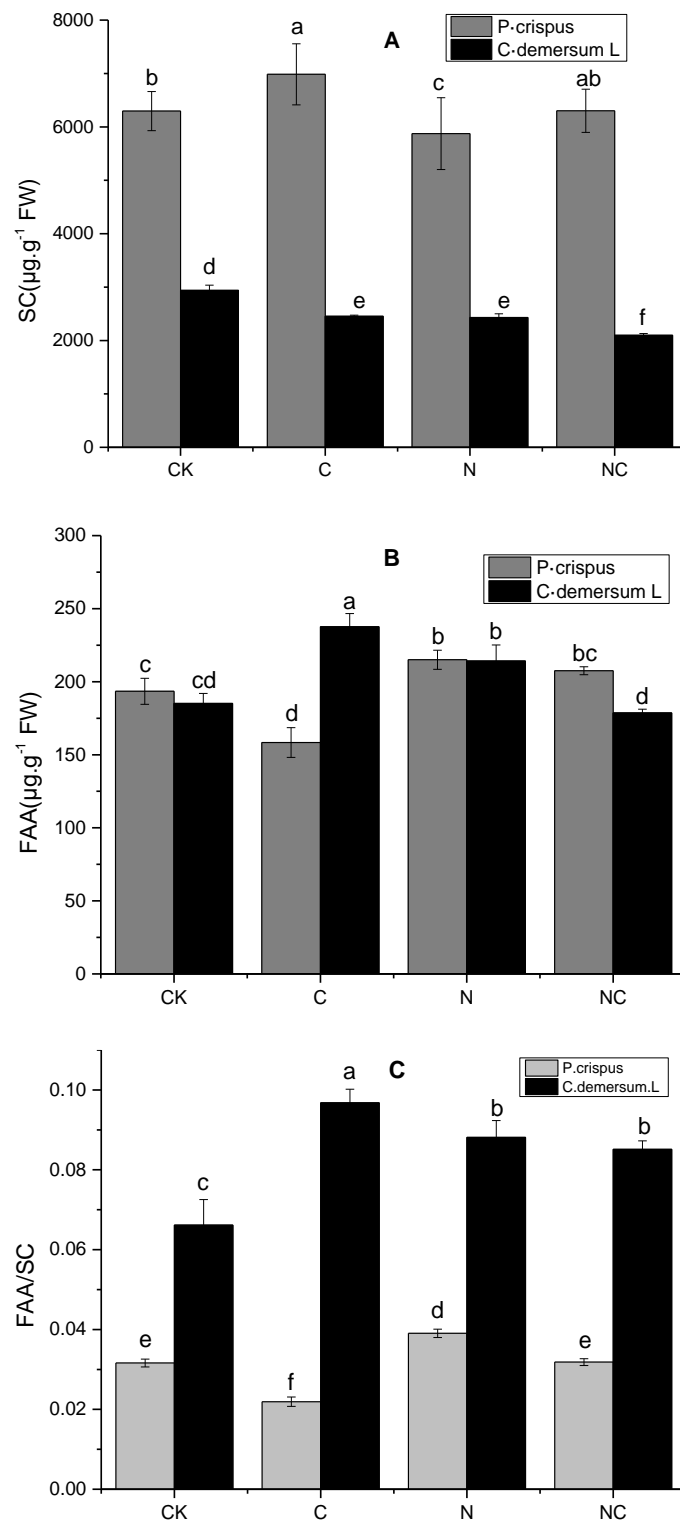 8000
6000
4000
2000
0
SC(µg.g⁻¹ FW)
A
P·crispus
C·demersum L
b
a
c
ab
d
e
e
f
CK C N NC
300
250
200
150
100
50
0
FAA(µg.g⁻¹ FW)
B
P·crispus
C·demersum L
c
cd
d
a
b
b
bc
d
CK C N NC
0.10
0.08
0.06
0.04
0.02
0.00
FAA/SC
C
P.crispus
C.demersum.L
e
c
f
a
d
b
e
b
CK C N NC